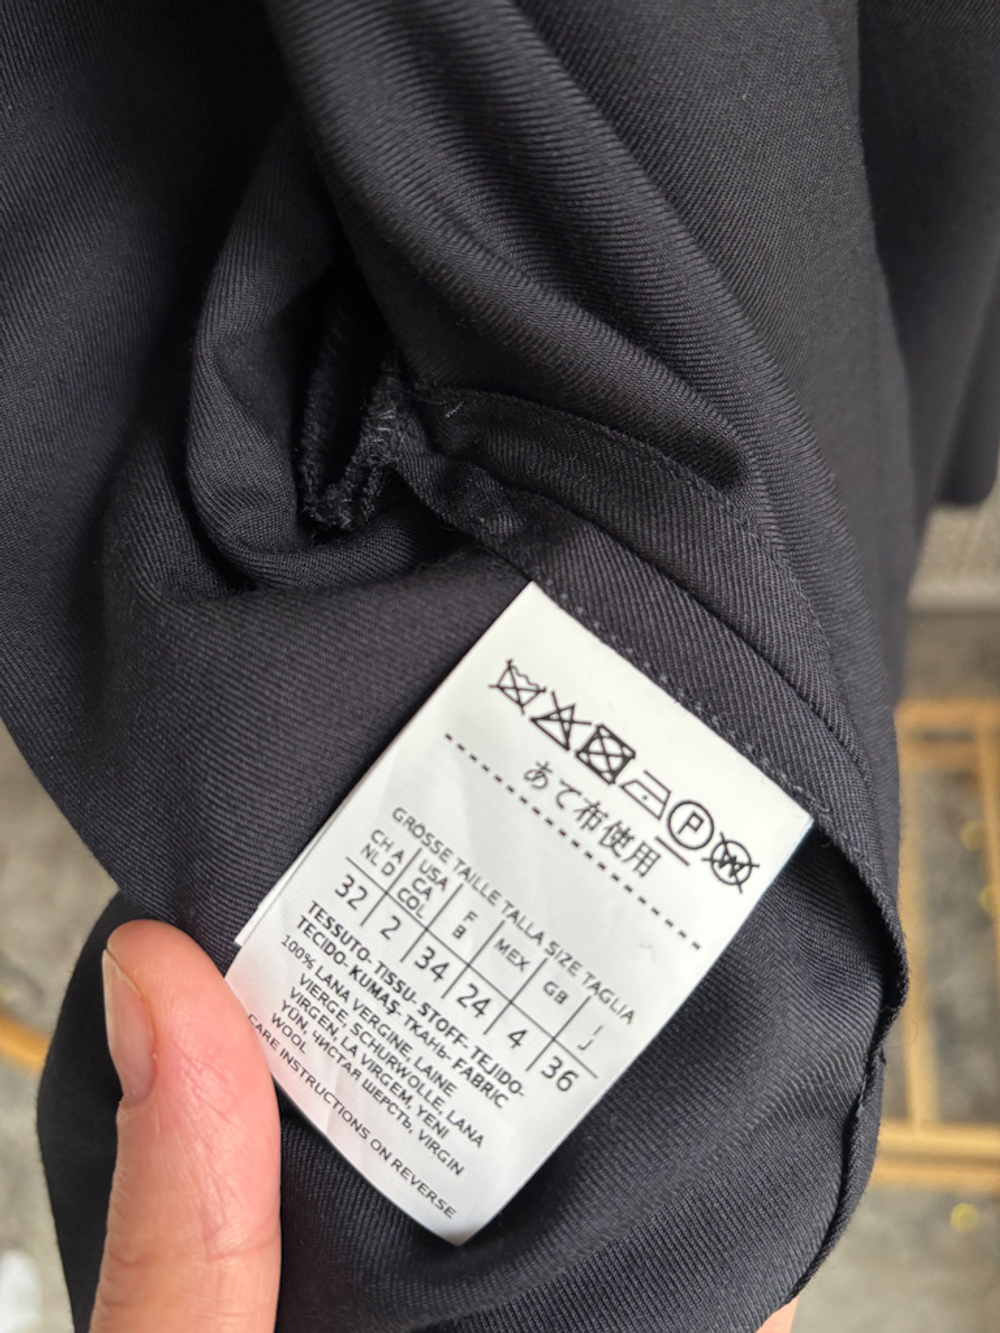 P W
あて布使用
GRÖSSE TAILLE TALLA SIZE TAGLIA
CH A USA F MEX GB J
NL D CA B
COL
32 2 34 24 4 36
TESSUTO- TISSU- STOFF- TEJIDO-
TECIDO- KUMAŞ- ТКАНЬ- FABRIC
100% LANA VERGINE, LAINE
VIERGE, SCHURWOLLE, LANA
VIRGEN, LA VIRGEM, YENI
YÜN, ЧИСТАЯ ШЕРСТЬ, VIRGIN
WOOL
CARE INSTRUCTIONS ON REVERSE